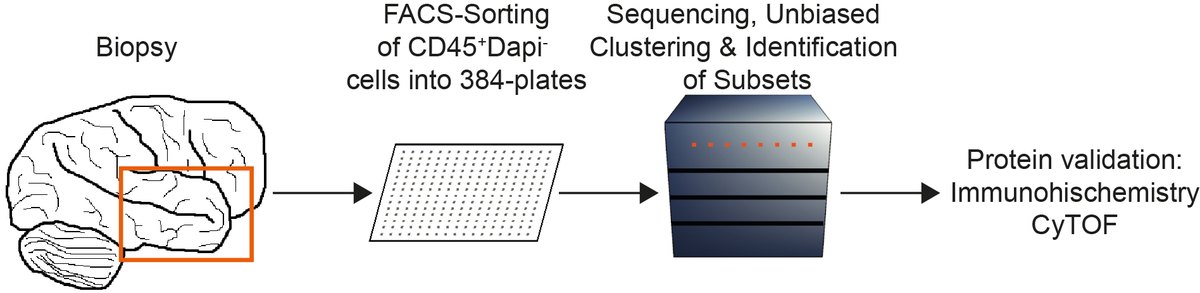 Biopsy
FACS-Sorting
of CD45⁺Dapi⁻
cells into 384-plates
Sequencing, Unbiased
Clustering & Identification
of Subsets
Protein validation:
Immunohischemistry
CyTOF